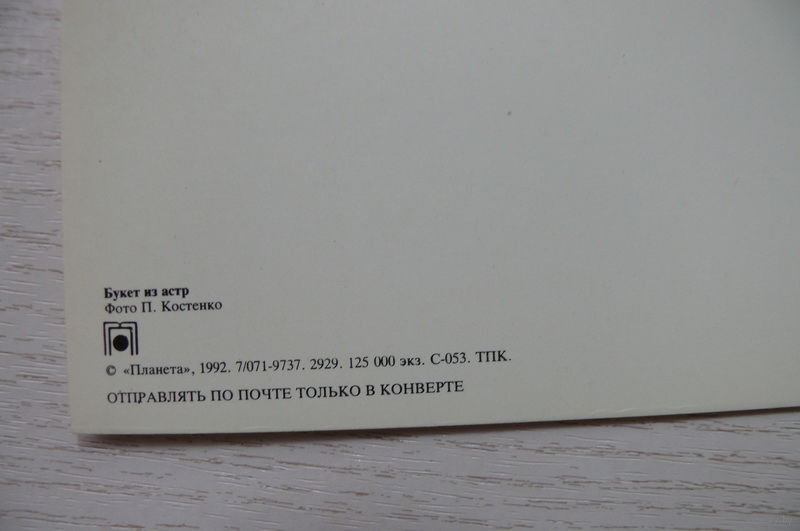 Букет из астр
Фото П. Костенко
© «Планета», 1992. 7/071-9737. 2929. 125 000 экз. С-053. ТПК.
ОТПРАВЛЯТЬ ПО ПОЧТЕ ТОЛЬКО В КОНВЕРТЕ